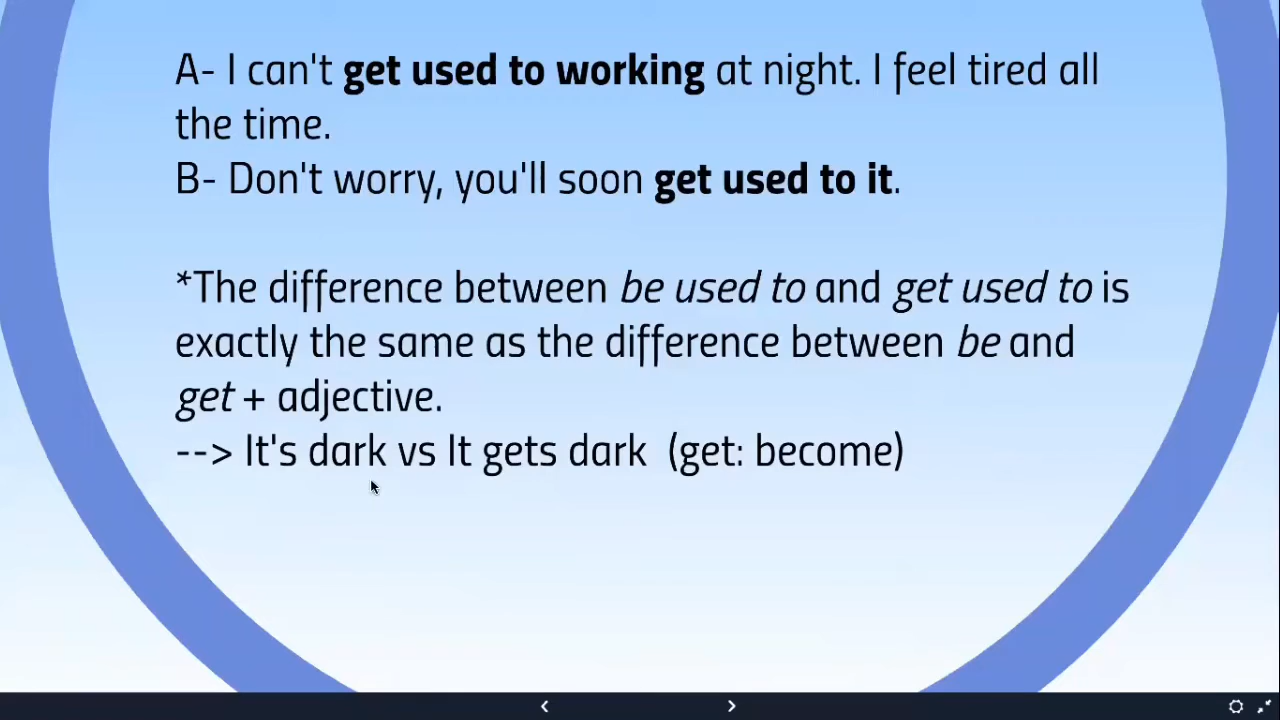 A- I can't get used to working at night. I feel tired all
the time.
B- Don't worry, you'll soon get used to it.
*The difference between be used to and get used to is
exactly the same as the difference between be and
get + adjective.
--> It's dark vs It gets dark (get: become)